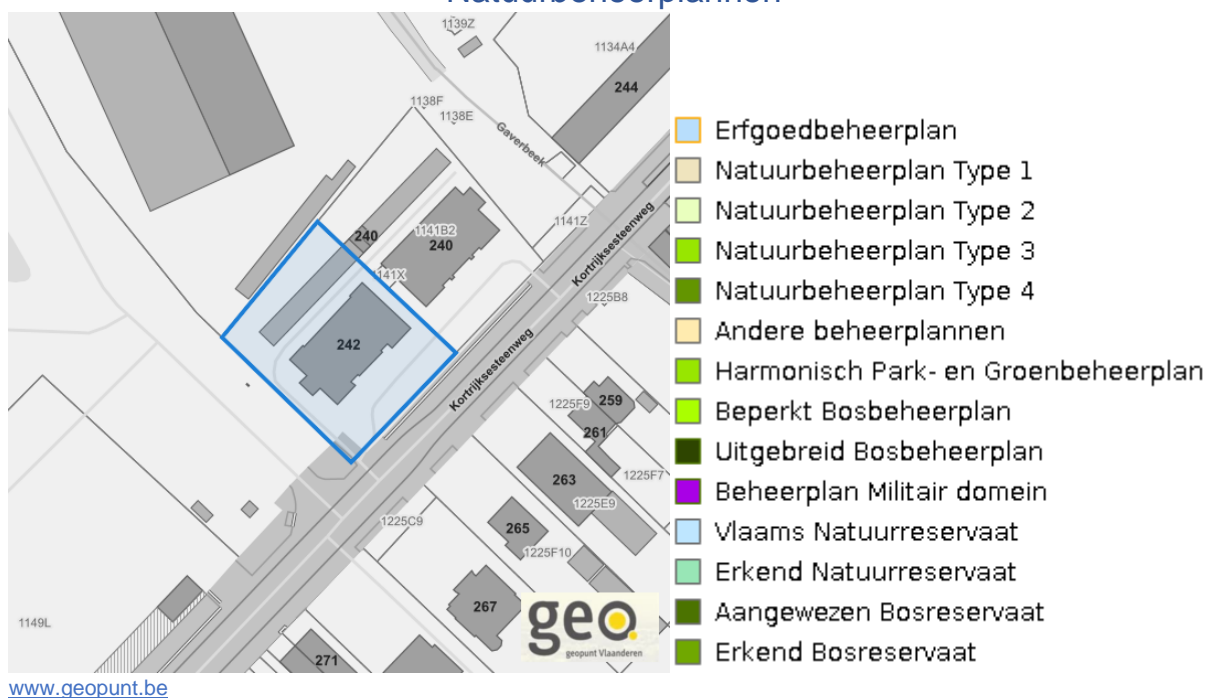 Natuurbeheerplannen
1139Z
1134A4
244
1138F
1138E
Gaverbeek
1141Z
Kortrijksesteenweg
240
1141B2
240
1141X
1225B8
242
Kortrijksesteenweg
1225F9
259
261
263
1225F7
1225E9
1225C9
265
1225F10
267
1149L
271
geo
geopunt Vlaanderen
Erfgoedbeheerplan
Natuurbeheerplan Type 1
Natuurbeheerplan Type 2
Natuurbeheerplan Type 3
Natuurbeheerplan Type 4
Andere beheerplannen
Harmonisch Park- en Groenbeheerplan
Beperkt Bosbeheerplan
Uitgebreid Bosbeheerplan
Beheerplan Militair domein
Vlaams Natuurreservaat
Erkend Natuurreservaat
Aangewezen Bosreservaat
Erkend Bosreservaat
www.geopunt.be